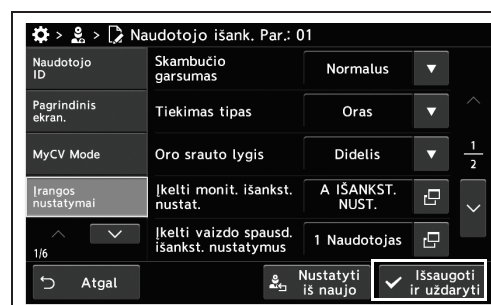 > > Naudotojo išank. Par.: 01
Naudotojo
ID
Skambučio
garsumas
Normalus
Pagrindinis
ekran.
Tiekimas tipas
Oras
MyCV Mode
Oro srauto lygis
Didelis
1
2
Įrangos
nustatymai
Įkelti monit. išankst.
nustat.
A IŠANKST.
NUST.
1/6
Įkelti vaizdo spausd.
išankst. nustatymus
1 Naudotojas
Atgal
Nustatyti
iš naujo
Išsaugoti
ir uždaryti